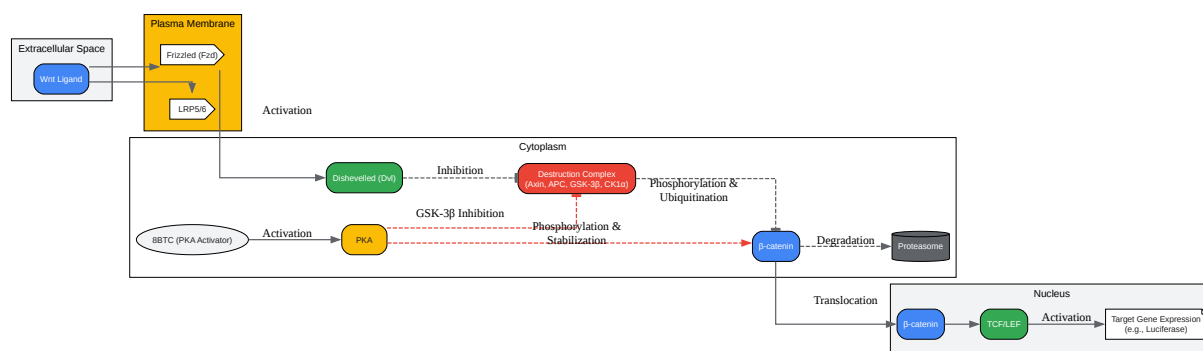 Plasma Membrane
Extracellular Space
Frizzled (Fzd)
Wnt Ligand
LRP5/6
Activation
Cytoplasm
Dishevelled (Dvl)
Inhibition
Destruction Complex
(Axin, APC, GSK-3β, CK1α)
Phosphorylation &
Ubiquitination
GSK-3β Inhibition
8BTC (PKA Activator)
Activation
PKA
Phosphorylation &
Stabilization
β-catenin
Degradation
Proteasome
Translocation
Nucleus
β-catenin
TCF/LEF
Activation
Target Gene Expression
(e.g., Luciferase)